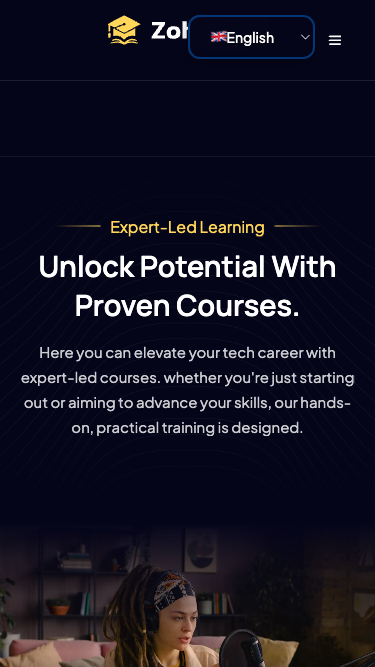 English
Expert-Led Learning
Unlock Potential With
Proven Courses.
Here you can elevate your tech career with
expert-led courses. whether you're just starting
out or aiming to advance your skills, our hands-
on, practical training is designed.